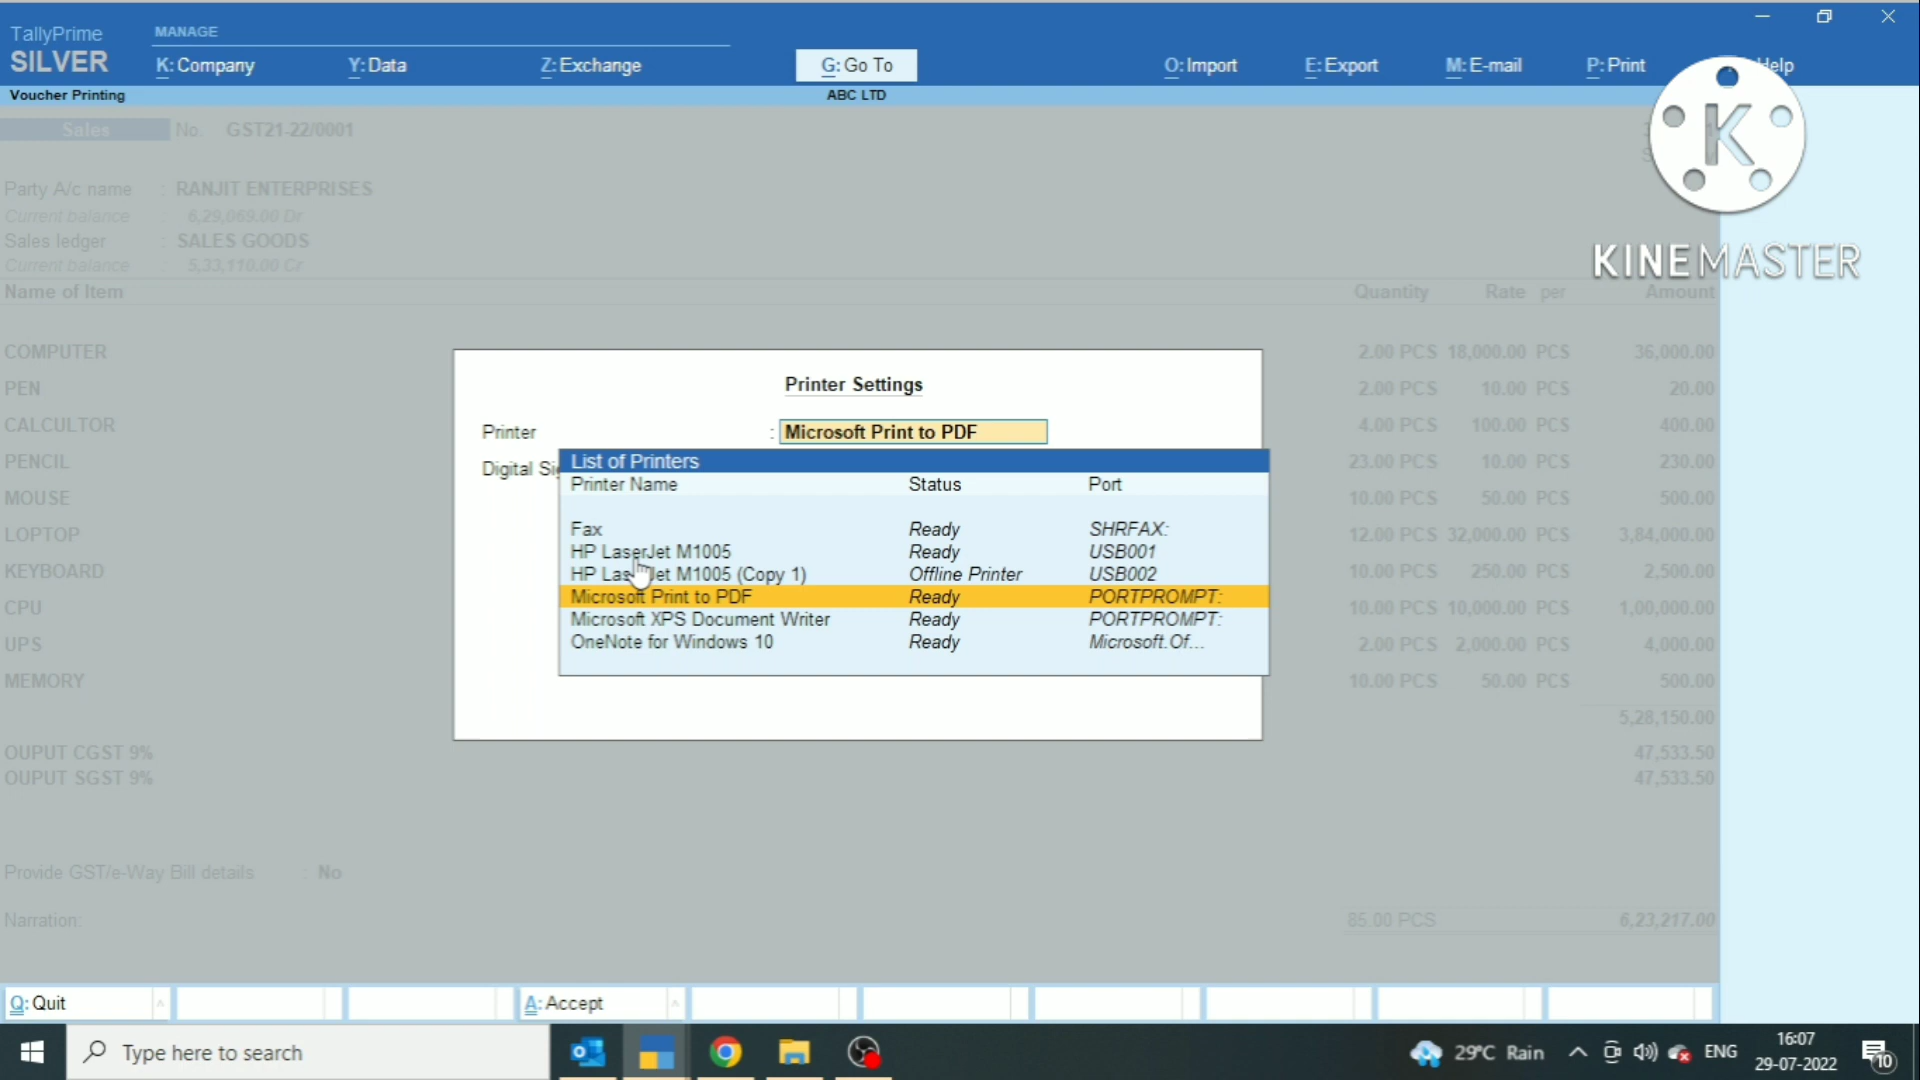 TallyPrime
SILVER
MANAGE
K: Company
Y: Data
Z: Exchange
G: Go To
O: Import
E: Export
M: E-mail
P: Print
Help
Voucher Printing
ABC LTD
Sales No. GST21-22/0001
Party A/c name : RANJIT ENTERPRISES
Current balance : 6,29,069.00 Dr
Sales ledger : SALES GOODS
Current balance : 5,33,110.00 Cr
K
KINEMASTER
Name of Item Quantity Rate per Amount
COMPUTER 2.00 PCS 18,000.00 PCS 36,000.00
PEN 2.00 PCS 10.00 PCS 20.00
CALCULTOR 4.00 PCS 100.00 PCS 400.00
PENCIL 23.00 PCS 10.00 PCS 230.00
MOUSE 10.00 PCS 50.00 PCS 500.00
LOPTOP 12.00 PCS 32,000.00 PCS 3,84,000.00
KEYBOARD 10.00 PCS 250.00 PCS 2,500.00
CPU 10.00 PCS 10,000.00 PCS 1,00,000.00
UPS 2.00 PCS 2,000.00 PCS 4,000.00
MEMORY 10.00 PCS 50.00 PCS 500.00
5,28,150.00
OUPUT CGST 9% 47,533.50
OUPUT SGST 9% 47,533.50
Provide GST/e-Way Bill details : No
Narration: 85.00 PCS 6,23,217.00
Printer Settings
Printer : Microsoft Print to PDF
Digital
List of Printers
Printer Name Status Port
Fax Ready SHRFAX:
HP LaserJet M1005 Ready USB001
HP LaserJet M1005 (Copy 1) Offline Printer USB002
Microsoft Print to PDF Ready PORTPROMPT:
Microsoft XPS Document Writer Ready PORTPROMPT:
OneNote for Windows 10 Ready Microsoft.Of...
Q: Quit
A: Accept
Type here to search
29°C Rain
ENG
16:07
29-07-2022
10